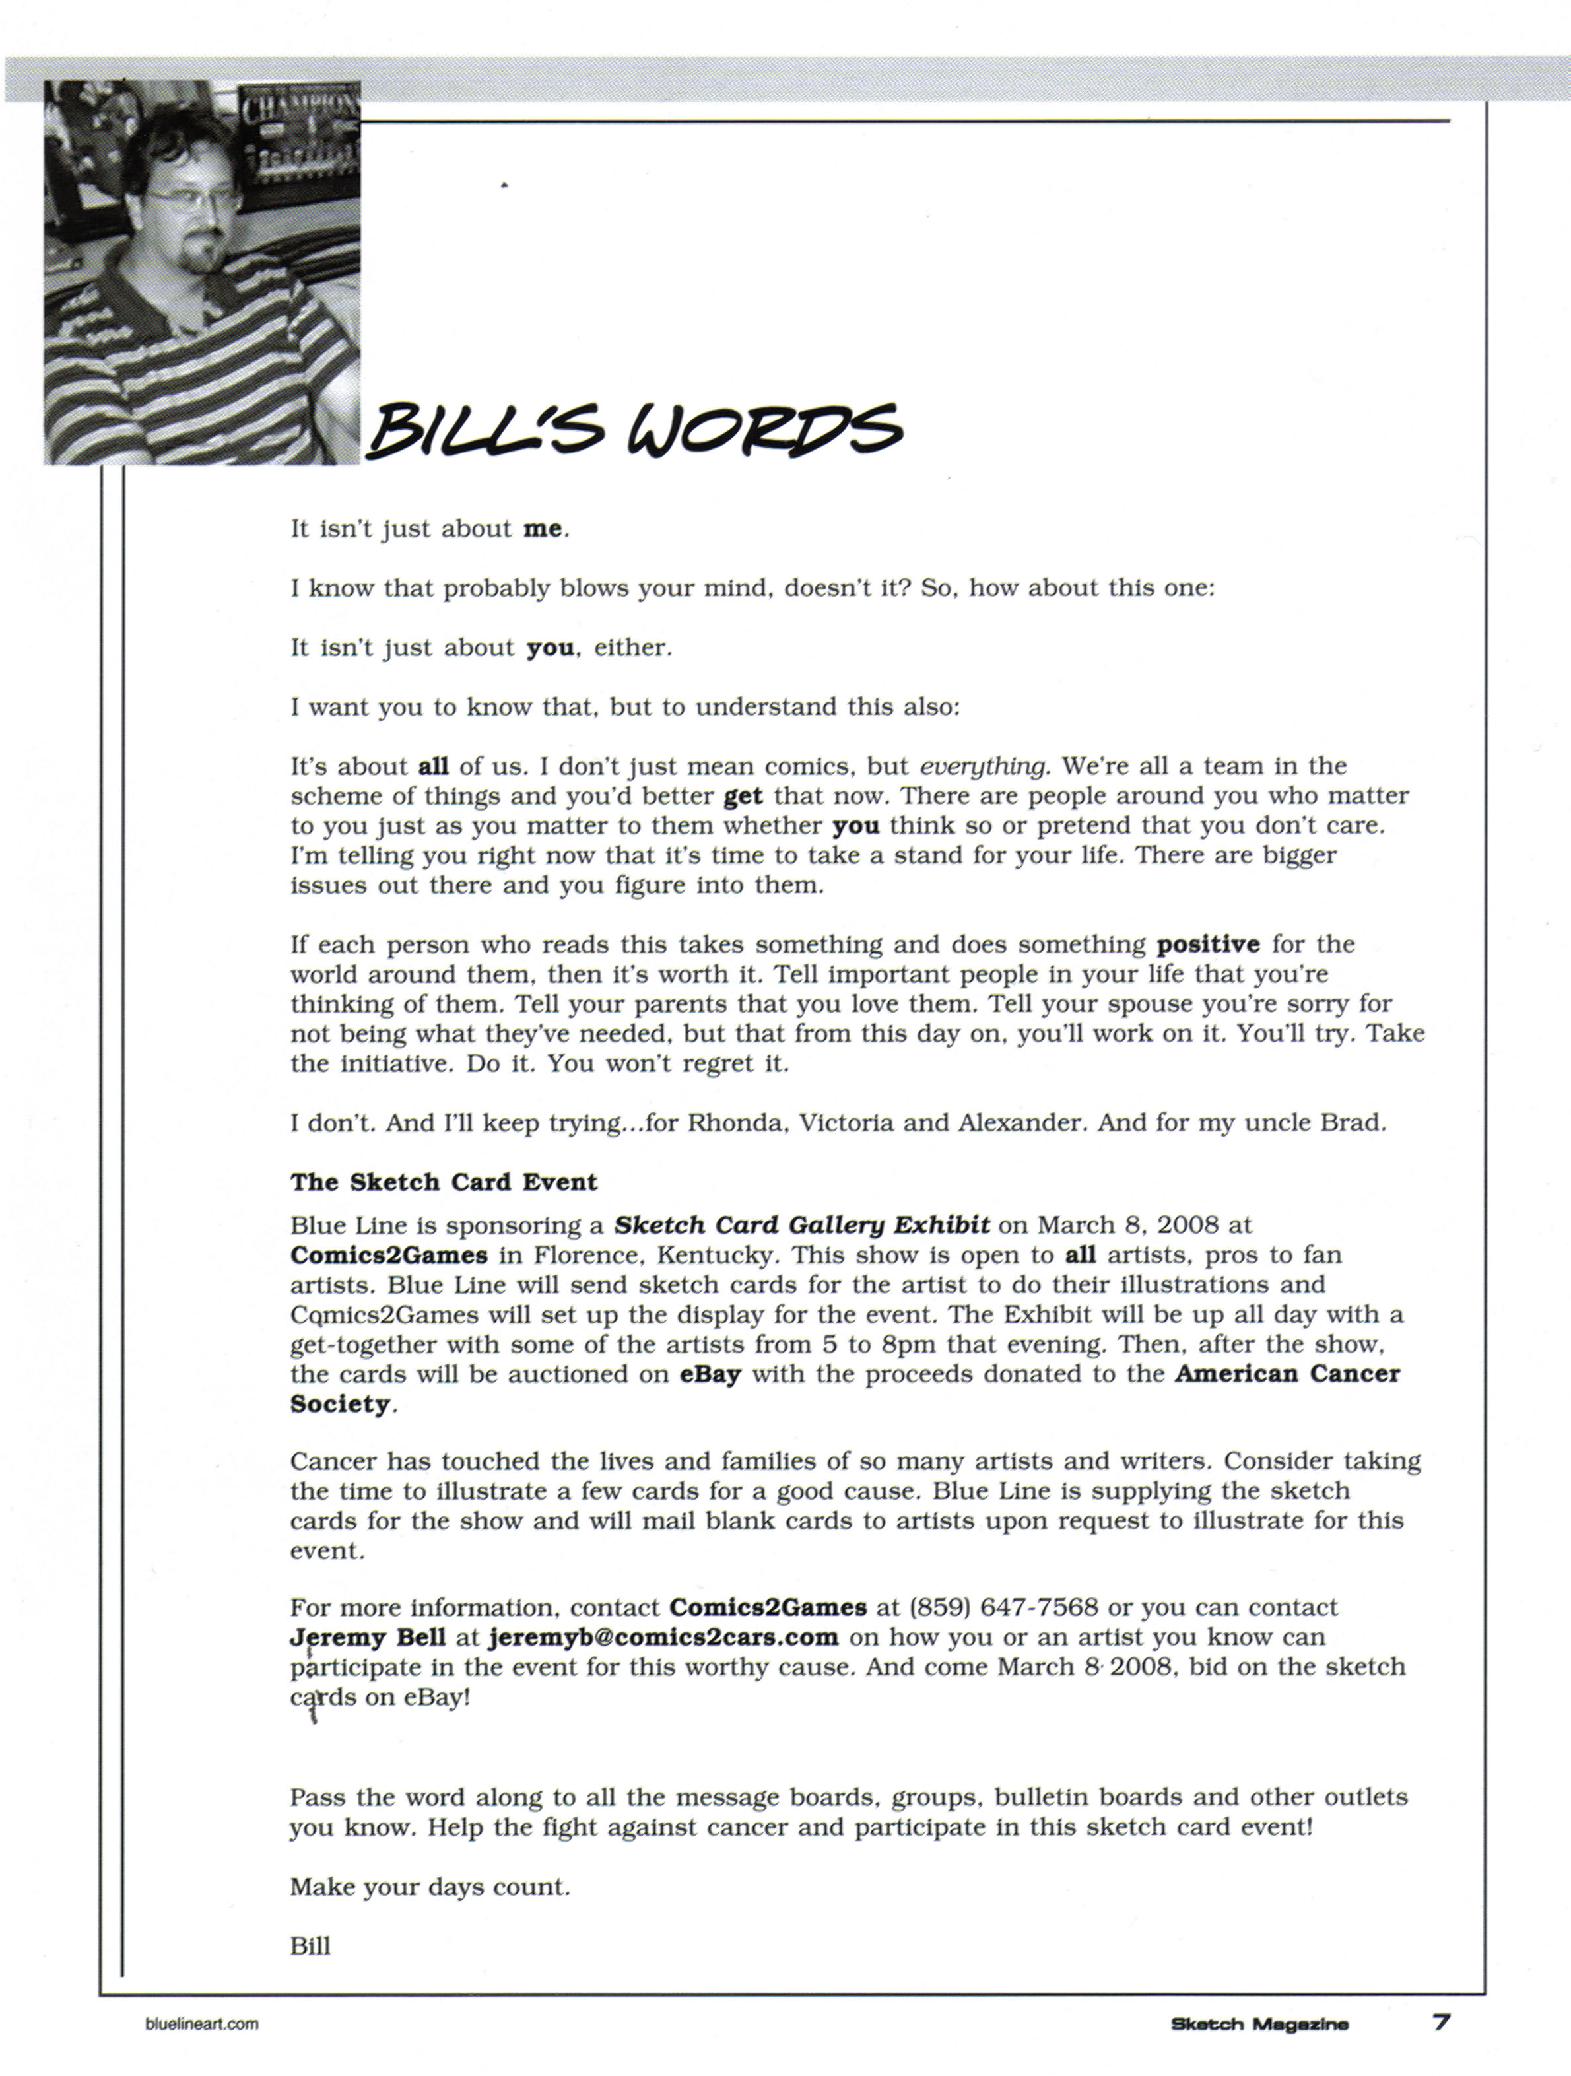 CHAMPIONS
BILL'S WORDS
It isn't just about me.
I know that probably blows your mind, doesn't it? So, how about this one:
It isn't just about you, either.
I want you to know that, but to understand this also:
It's about all of us. I don't just mean comics, but everything. We're all a team in the
scheme of things and you'd better get that now. There are people around you who matter
to you just as you matter to them whether you think so or pretend that you don't care.
I'm telling you right now that it's time to take a stand for your life. There are bigger
issues out there and you figure into them.
If each person who reads this takes something and does something positive for the
world around them, then it's worth it. Tell important people in your life that you're
thinking of them. Tell your parents that you love them. Tell your spouse you're sorry for
not being what they've needed, but that from this day on, you'll work on it. You'll try. Take
the initiative. Do it. You won't regret it.
I don't. And I'll keep trying...for Rhonda, Victoria and Alexander. And for my uncle Brad.
The Sketch Card Event
Blue Line is sponsoring a Sketch Card Gallery Exhibit on March 8, 2008 at
Comics2Games in Florence, Kentucky. This show is open to all artists, pros to fan
artists. Blue Line will send sketch cards for the artist to do their illustrations and
Comics2Games will set up the display for the event. The Exhibit will be up all day with a
get-together with some of the artists from 5 to 8pm that evening. Then, after the show,
the cards will be auctioned on eBay with the proceeds donated to the American Cancer
Society.
Cancer has touched the lives and families of so many artists and writers. Consider taking
the time to illustrate a few cards for a good cause. Blue Line is supplying the sketch
cards for the show and will mail blank cards to artists upon request to illustrate for this
event.
For more information, contact Comics2Games at (859) 647-7568 or you can contact
Jeremy Bell at jeremyb@comics2cars.com on how you or an artist you know can
participate in the event for this worthy cause. And come March 8 2008, bid on the sketch
cards on eBay!
Pass the word along to all the message boards, groups, bulletin boards and other outlets
you know. Help the fight against cancer and participate in this sketch card event!
Make your days count.
Bill
bluelineart.com
Sketch Magazine 7